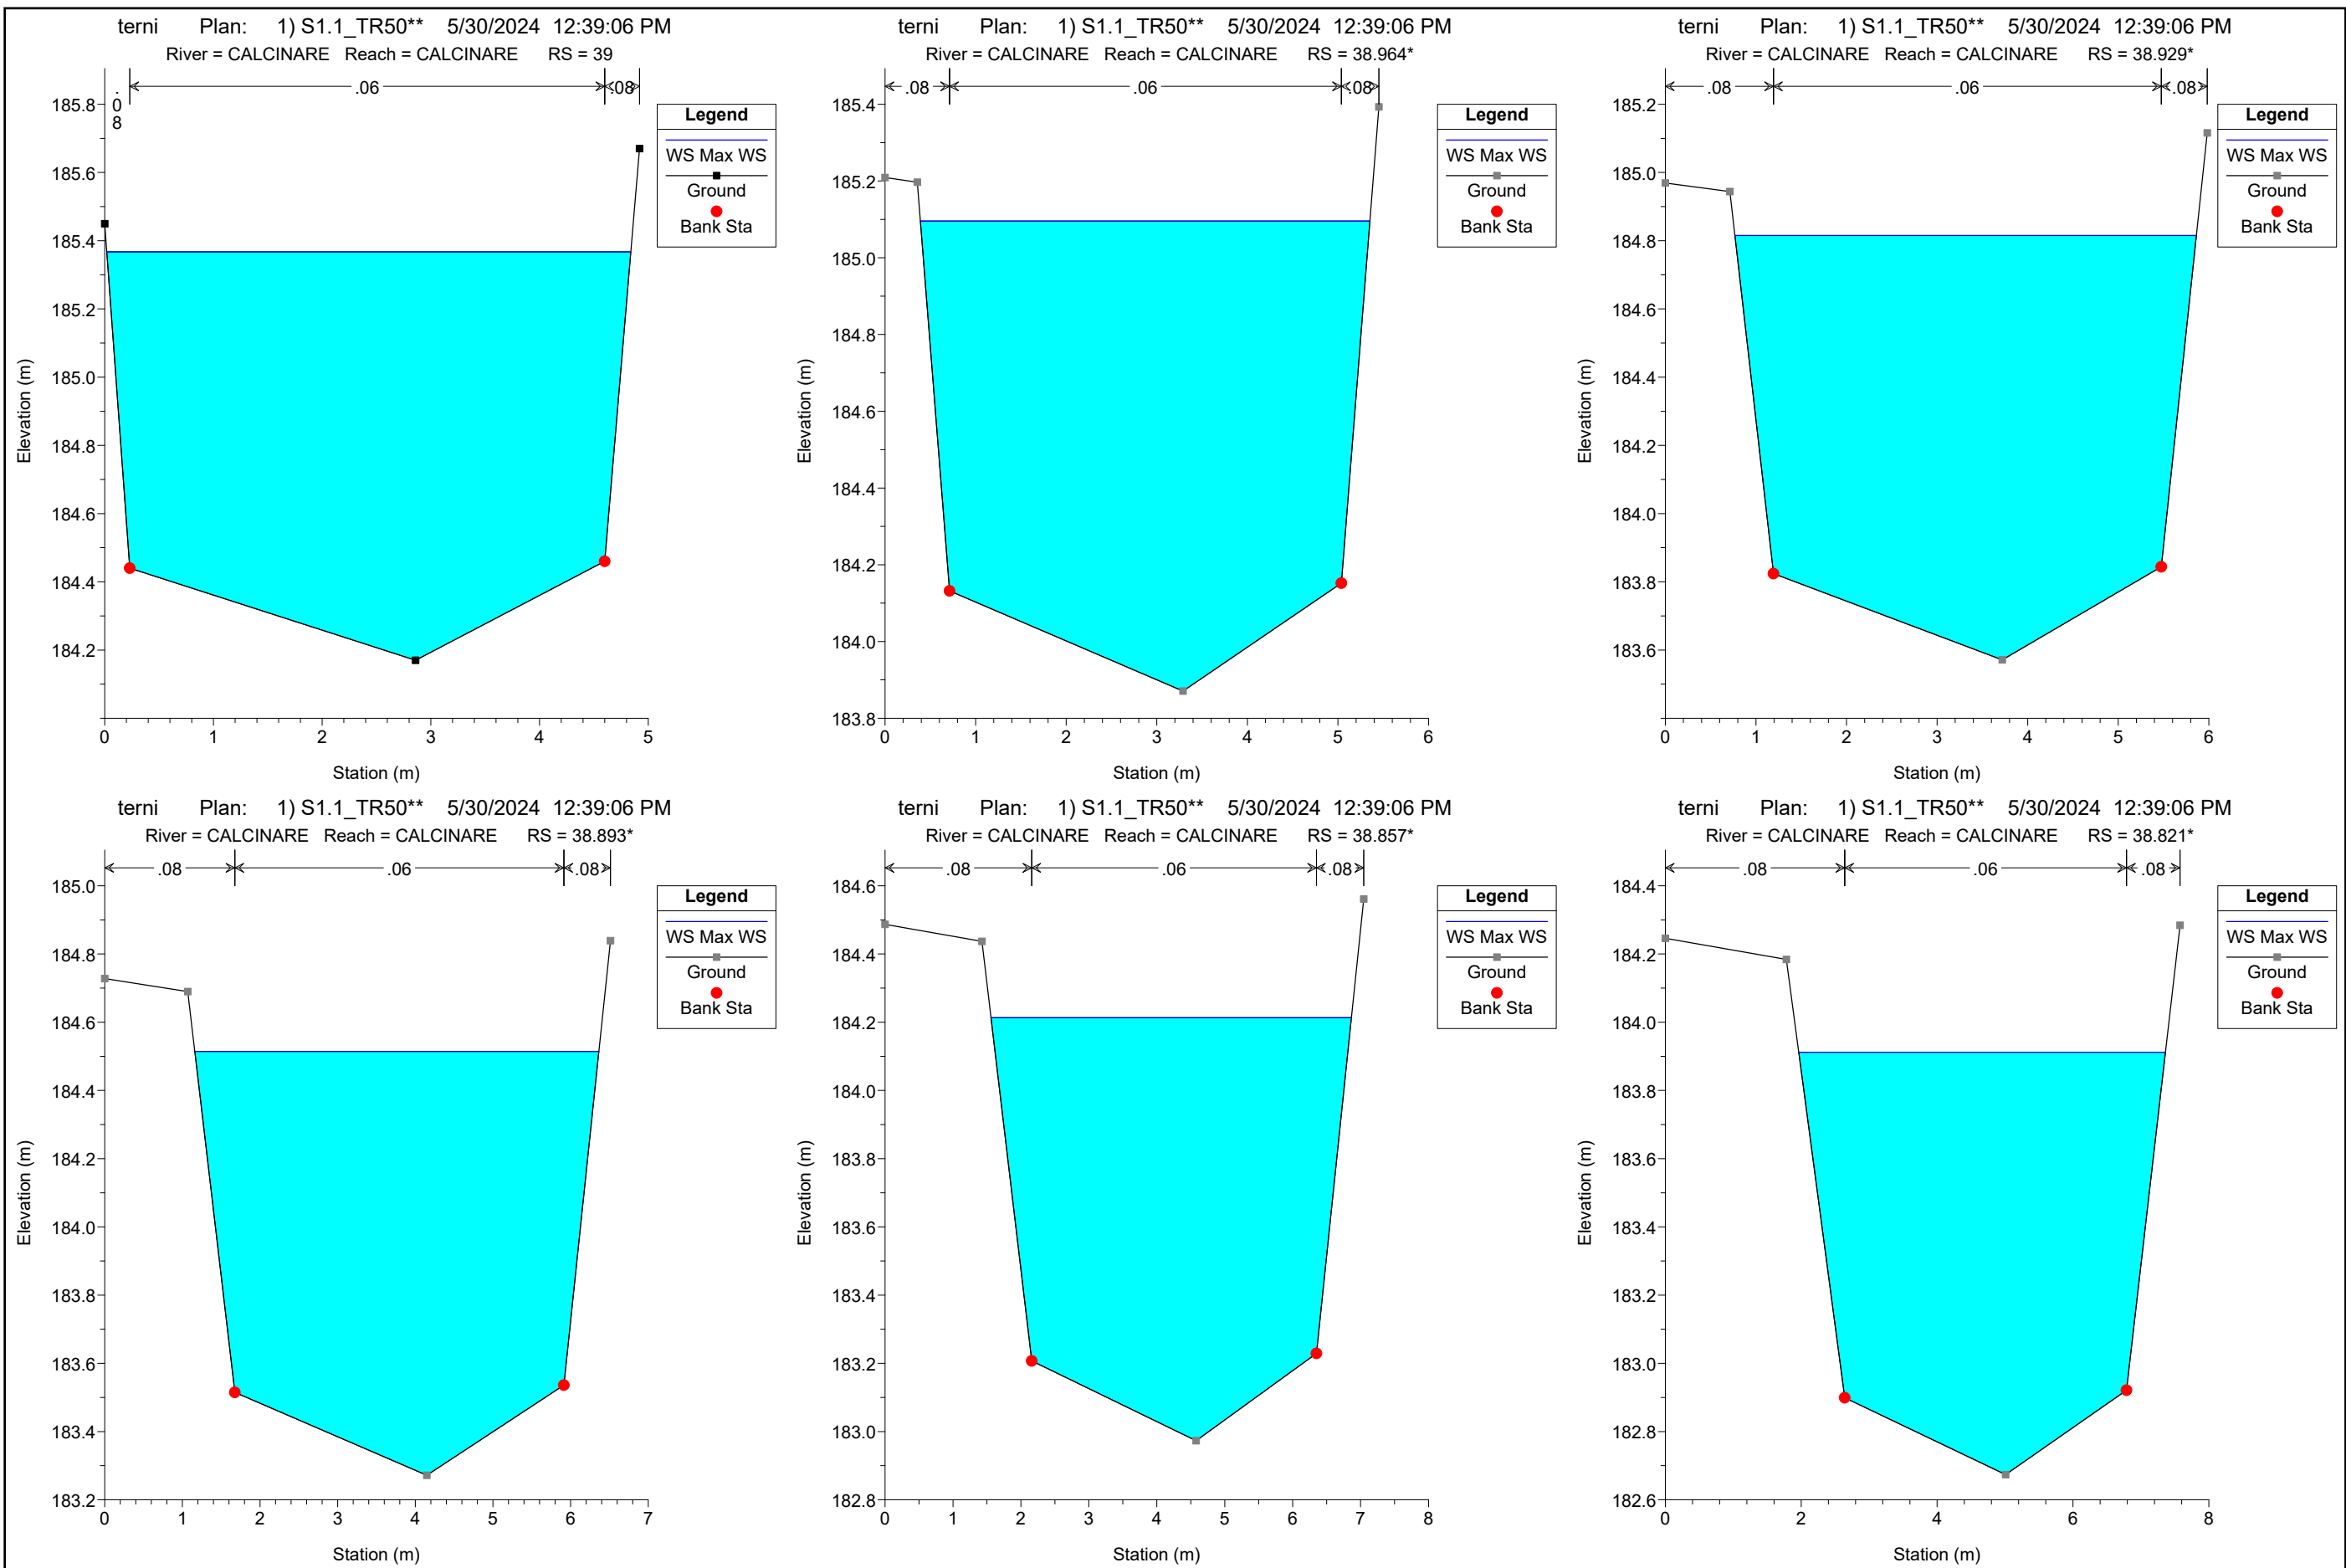 terni Plan: 1) S1.1_TR50** 5/30/2024 12:39:06 PM
River = CALCINARE Reach = CALCINARE RS = 39
.08
.06
.08
185.8
185.6
185.4
185.2
185.0
184.8
184.6
184.4
184.2
Elevation (m)
0 1 2 3 4 5
Station (m)
Legend
WS Max WS
Ground
Bank Sta
terni Plan: 1) S1.1_TR50** 5/30/2024 12:39:06 PM
River = CALCINARE Reach = CALCINARE RS = 38.964*
.08
.06
.08
185.4
185.2
185.0
184.8
184.6
184.4
184.2
184.0
183.8
Elevation (m)
0 1 2 3 4 5 6
Station (m)
Legend
WS Max WS
Ground
Bank Sta
terni Plan: 1) S1.1_TR50** 5/30/2024 12:39:06 PM
River = CALCINARE Reach = CALCINARE RS = 38.929*
.08
.06
.08
185.2
185.0
184.8
184.6
184.4
184.2
184.0
183.8
183.6
Elevation (m)
0 1 2 3 4 5 6
Station (m)
Legend
WS Max WS
Ground
Bank Sta
terni Plan: 1) S1.1_TR50** 5/30/2024 12:39:06 PM
River = CALCINARE Reach = CALCINARE RS = 38.893*
.08
.06
.08
185.0
184.8
184.6
184.4
184.2
184.0
183.8
183.6
183.4
183.2
Elevation (m)
0 1 2 3 4 5 6 7
Station (m)
Legend
WS Max WS
Ground
Bank Sta
terni Plan: 1) S1.1_TR50** 5/30/2024 12:39:06 PM
River = CALCINARE Reach = CALCINARE RS = 38.857*
.08
.06
.08
184.6
184.4
184.2
184.0
183.8
183.6
183.4
183.2
183.0
182.8
Elevation (m)
0 1 2 3 4 5 6 7 8
Station (m)
Legend
WS Max WS
Ground
Bank Sta
terni Plan: 1) S1.1_TR50** 5/30/2024 12:39:06 PM
River = CALCINARE Reach = CALCINARE RS = 38.821*
.08
.06
.08
184.4
184.2
184.0
183.8
183.6
183.4
183.2
183.0
182.8
182.6
Elevation (m)
0 2 4 6 8
Station (m)
Legend
WS Max WS
Ground
Bank Sta